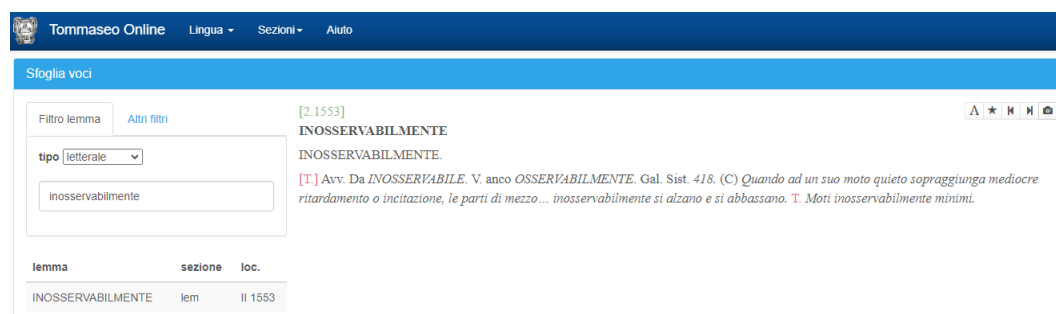 Tommaseo Online Lingua Sezioni Aiuto
Sfoglia voci
Filtro lemma Altri filtri
tipo letterale
inosservabilmente
lemma sezione loc.
INOSSERVABILMENTE lem II 1553
[2.1553]
INOSSERVABILMENTE
INOSSERVABILMENTE.
[T.] Avv. Da INOSSERVABILE. V. anco OSSERVABILMENTE. Gal. Sist. 418. (C) Quando ad un suo moto quieto sopraggiunga mediocre
ritardamento o incitazione, le parti di mezzo… inosservabilmente si alzano e si abbassano. T. Moti inosservabilmente minimi.
A